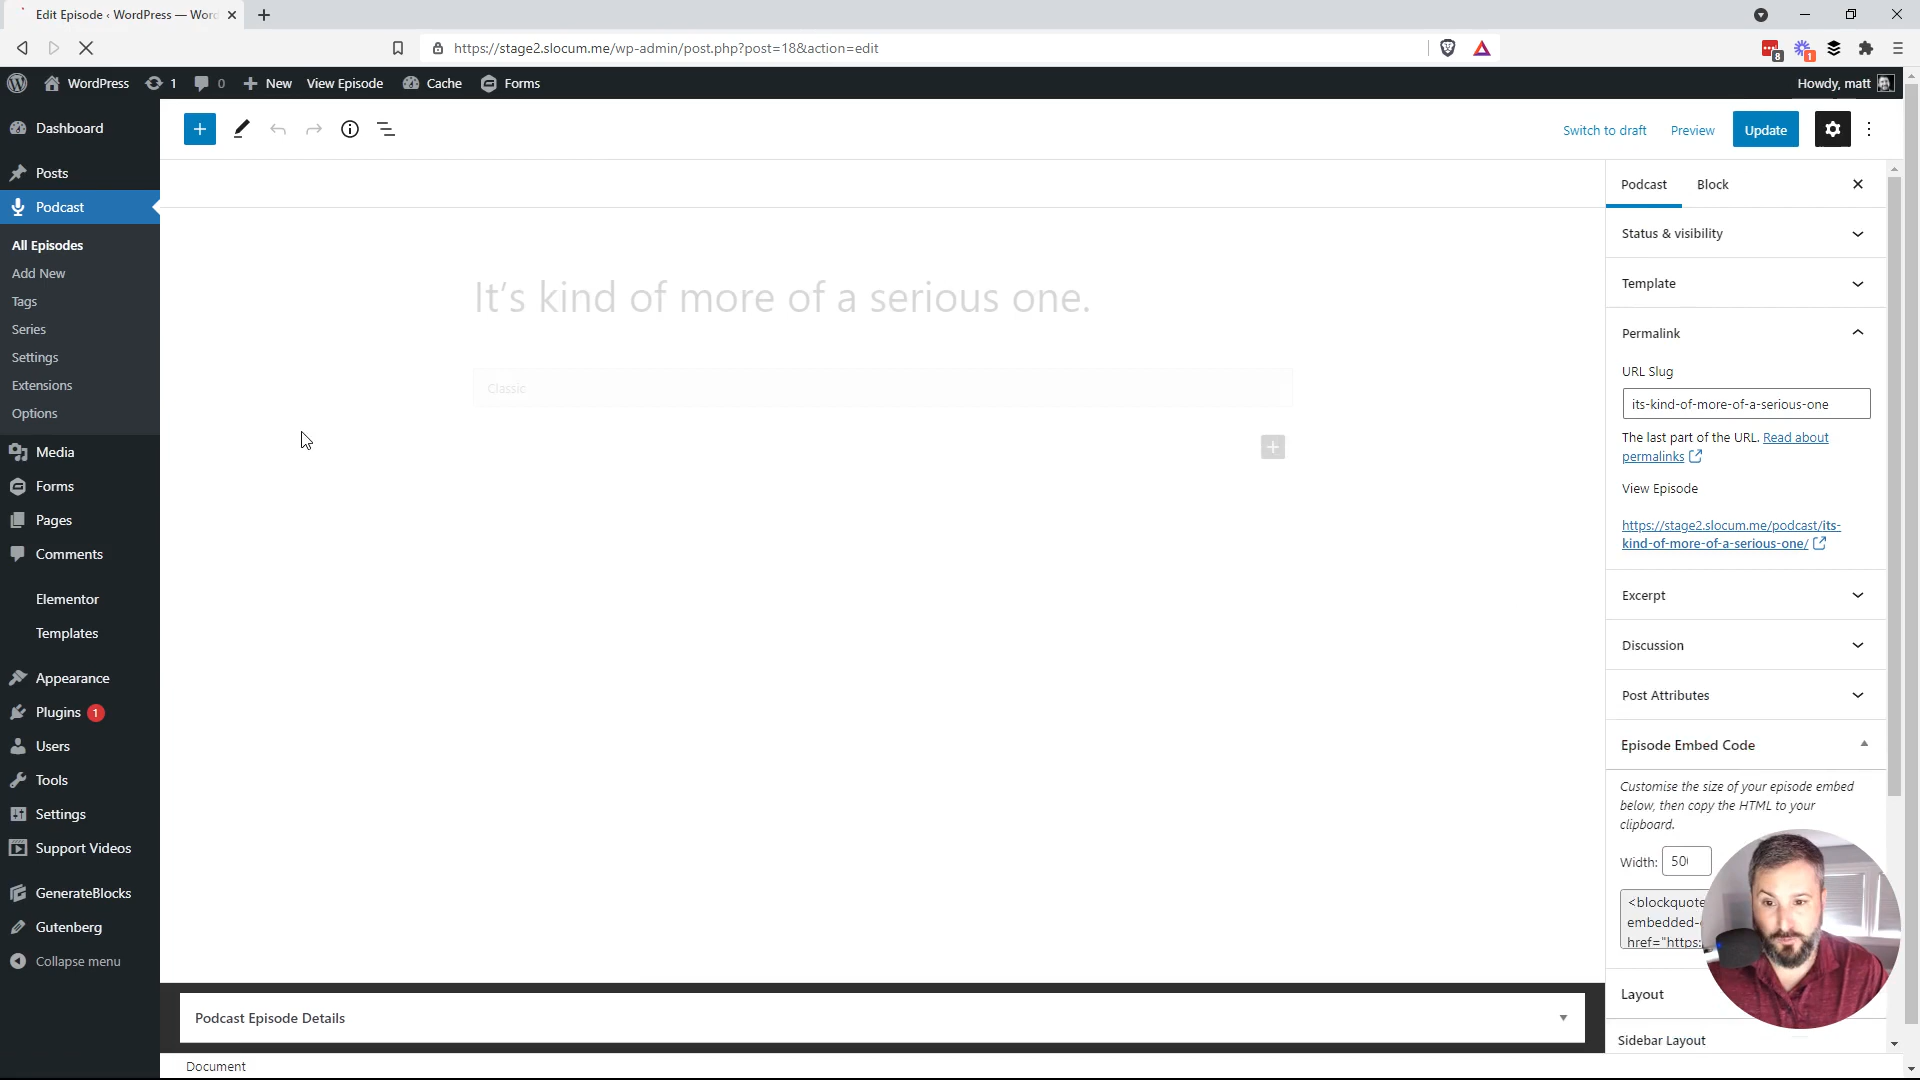 Edit Episode ‹ WordPress — Wor
https://stage2.slocum.me/wp-admin/post.php?post=18&action=edit
8
1
WordPress
1
0
New
View Episode
Cache
Forms
Howdy, matt
Dashboard
Posts
Podcast
All Episodes
Add New
Tags
Series
Settings
Extensions
Options
Media
Forms
Pages
Comments
Elementor
Templates
Appearance
Plugins 1
Users
Tools
Settings
Support Videos
GenerateBlocks
Gutenberg
Collapse menu
Switch to draft
Preview
Update
It's kind of more of a serious one.
Classic
Podcast Episode Details
Document
Podcast
Block
Status & visibility
Template
Permalink
URL Slug
its-kind-of-more-of-a-serious-one
The last part of the URL. Read about
permalinks
View Episode
https://stage2.slocum.me/podcast/its-
kind-of-more-of-a-serious-one/
Excerpt
Discussion
Post Attributes
Episode Embed Code
Customise the size of your episode embed
below, then copy the HTML to your
clipboard.
Width: 50
<blockquote
embedded-
href="https:
Layout
Sidebar Layout